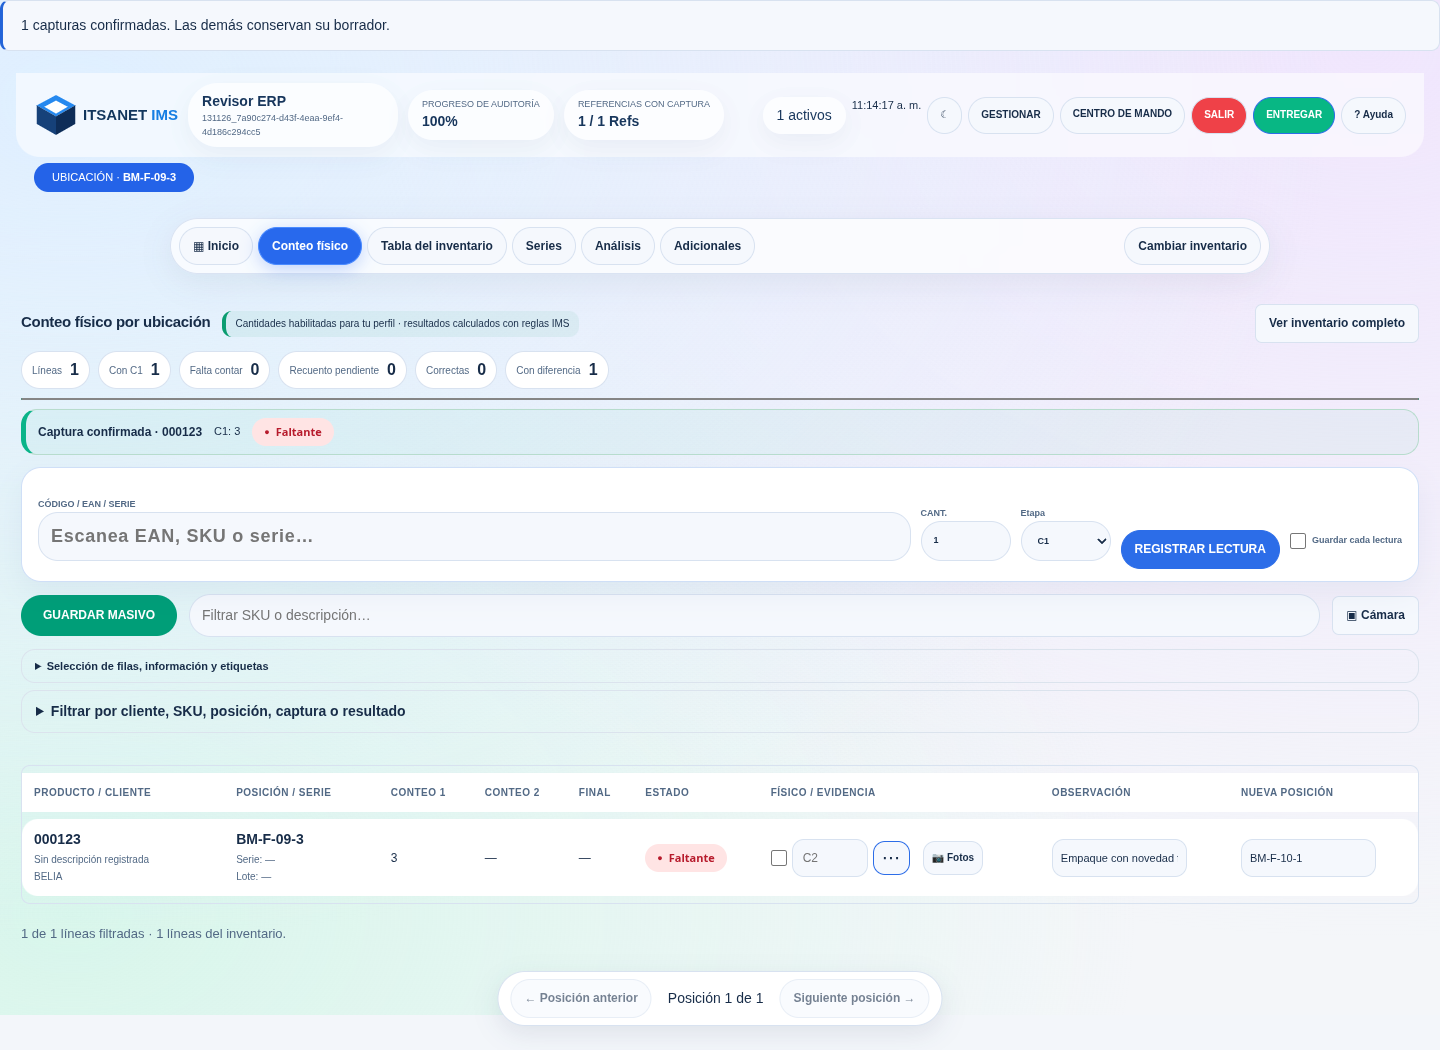 1 capturas confirmadas. Las demás conservan su borrador.
ITSANET IMS
Revisor ERP
131126_7a90c274-d43f-4eaa-9ef4-
4d186c294cc5
PROGRESO DE AUDITORÍA
100%
REFERENCIAS CON CAPTURA
1 / 1 Refs
1 activos
11:14:17 a. m.
☾
GESTIONAR
CENTRO DE MANDO
SALIR
ENTREGAR
? Ayuda
UBICACIÓN · BM-F-09-3
▦ Inicio
Conteo físico
Tabla del inventario
Series
Análisis
Adicionales
Cambiar inventario
Conteo físico por ubicación
Cantidades habilitadas para tu perfil · resultados calculados con reglas IMS
Ver inventario completo
Líneas 1
Con C1 1
Falta contar 0
Recuento pendiente 0
Correctas 0
Con diferencia 1
Captura confirmada · 000123 C1: 3 • Faltante
CÓDIGO / EAN / SERIE
Escanea EAN, SKU o serie…
CANT.
1
Etapa
C1
REGISTRAR LECTURA
Guardar cada lectura
GUARDAR MASIVO
Filtrar SKU o descripción…
▣ Cámara
▶ Selección de filas, información y etiquetas
▶ Filtrar por cliente, SKU, posición, captura o resultado
PRODUCTO / CLIENTE POSICIÓN / SERIE CONTEO 1 CONTEO 2 FINAL ESTADO FÍSICO / EVIDENCIA OBSERVACIÓN NUEVA POSICIÓN
000123
Sin descripción registrada
BELIA
BM-F-09-3
Serie: —
Lote: —
3
—
—
• Faltante
C2
⋯
📷 Fotos
Empaque con novedad
BM-F-10-1
1 de 1 líneas filtradas · 1 líneas del inventario.
← Posición anterior
Posición 1 de 1
Siguiente posición →